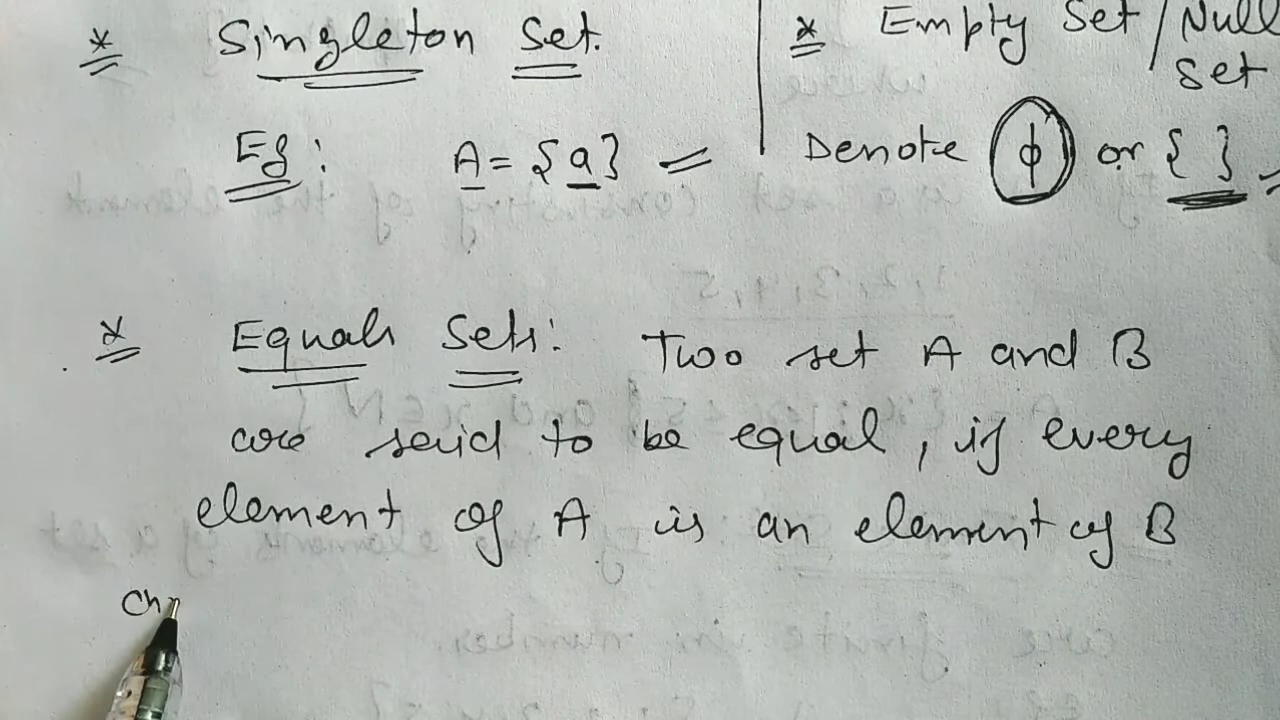 * Singleton Set.
Eg: A = {a}
* Empty Set / Null
Set
Denote ϕ or { }
* Equals Sets: Two set A and B
are said to be equal, if every
element of A is an element of B